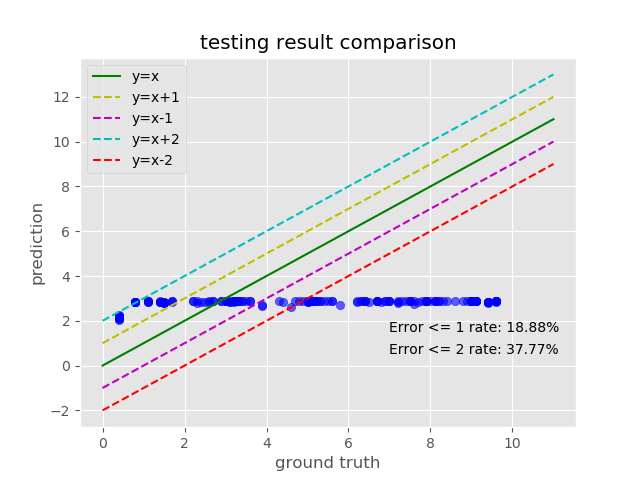 testing result comparison
y=x
y=x+1
y=x-1
y=x+2
y=x-2
12
10
8
6
4
2
0
−2
prediction
Error <= 1 rate: 18.88%
Error <= 2 rate: 37.77%
0 2 4 6 8 10
ground truth